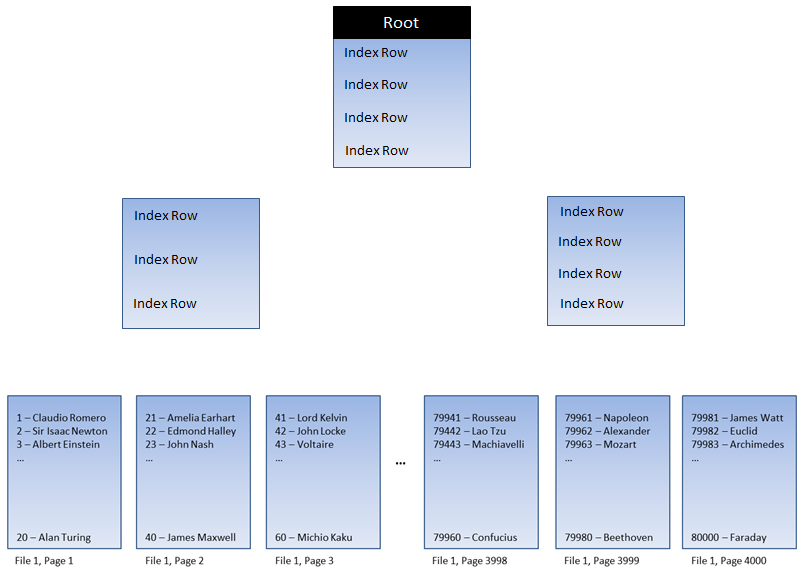 Root
Index Row
Index Row
Index Row
Index Row
Index Row
Index Row
Index Row
Index Row
Index Row
Index Row
Index Row
1 – Claudio Romero
2 – Sir Isaac Newton
3 – Albert Einstein
...
20 – Alan Turing
File 1, Page 1
21 – Amelia Earhart
22 – Edmond Halley
23 – John Nash
...
40 – James Maxwell
File 1, Page 2
41 – Lord Kelvin
42 – John Locke
43 – Voltaire
...
60 – Michio Kaku
File 1, Page 3
...
79941 – Rousseau
79442 – Lao Tzu
79443 – Machiavelli
...
79960 – Confucius
File 1, Page 3998
79961 – Napoleon
79962 – Alexander
79963 – Mozart
...
79980 – Beethoven
File 1, Page 3999
79981 – James Watt
79982 – Euclid
79983 – Archimedes
...
80000 – Faraday
File 1, Page 4000